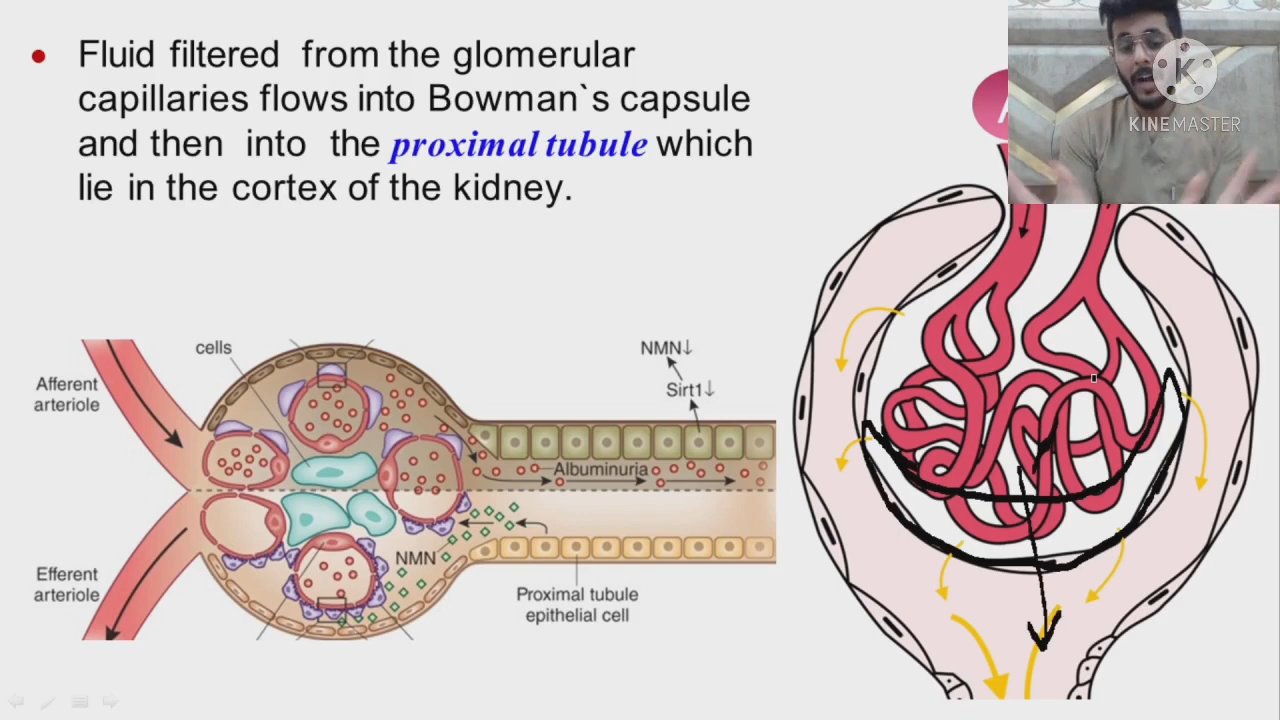 Fluid filtered from the glomerular
capillaries flows into Bowman`s capsule
and then into the proximal tubule which
lie in the cortex of the kidney.
K
KINEMASTER
cells
NMN↓
Sirt1↓
Afferent
arteriole
Albuminuria
NMN
Efferent
arteriole
Proximal tubule
epithelial cell